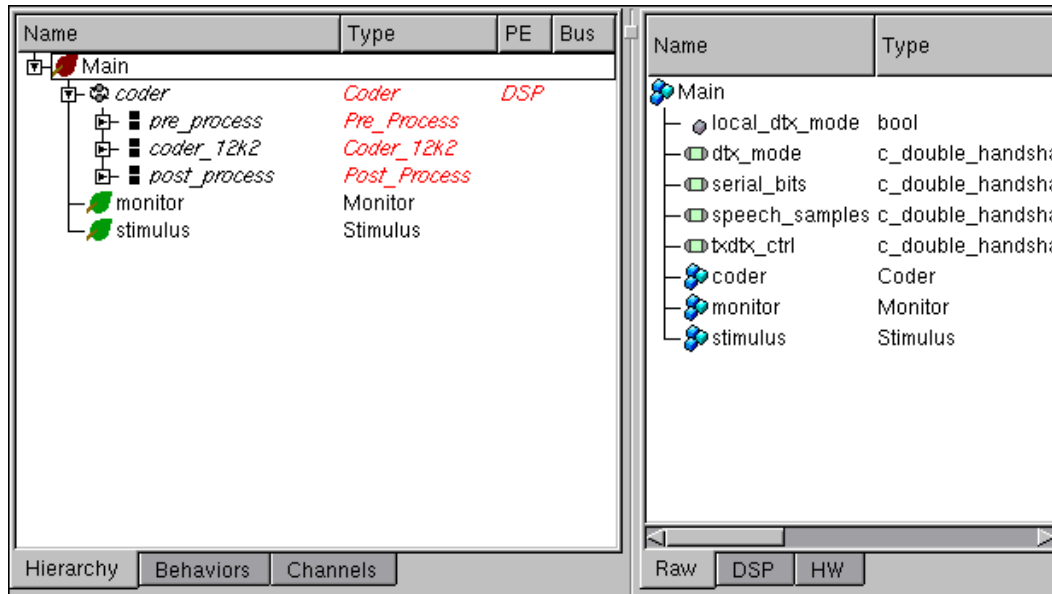 Name Type PE Bus
Main
coder Coder DSP
pre_process Pre_Process
coder_12k2 Coder_12k2
post_process Post_Process
monitor Monitor
stimulus Stimulus
Hierarchy Behaviors Channels
Name Type
Main
local_dtx_mode bool
dtx_mode c_double_handsha
serial_bits c_double_handsha
speech_samples c_double_handsha
txdtx_ctrl c_double_handsha
coder Coder
monitor Monitor
stimulus Stimulus
Raw DSP HW